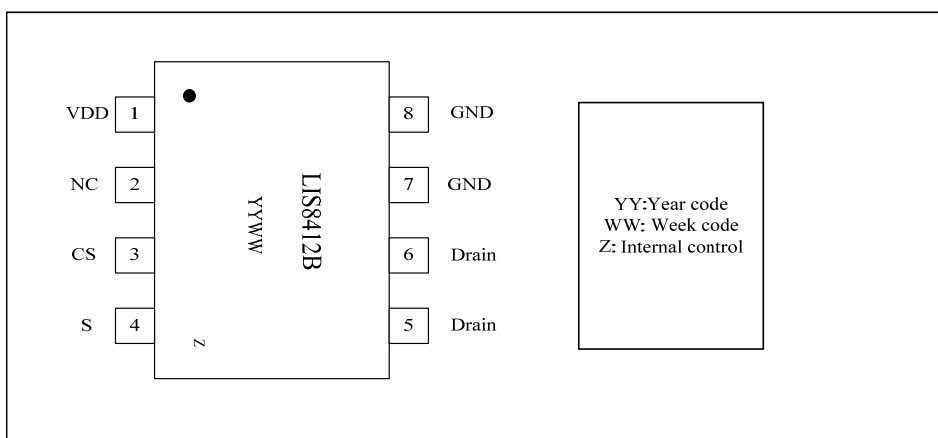 VDD 1 8 GND
NC 2 7 GND
CS 3 6 Drain
S 4 5 Drain
LIS8412B
YYWW
Z
YY:Year code
WW: Week code
Z: Internal control